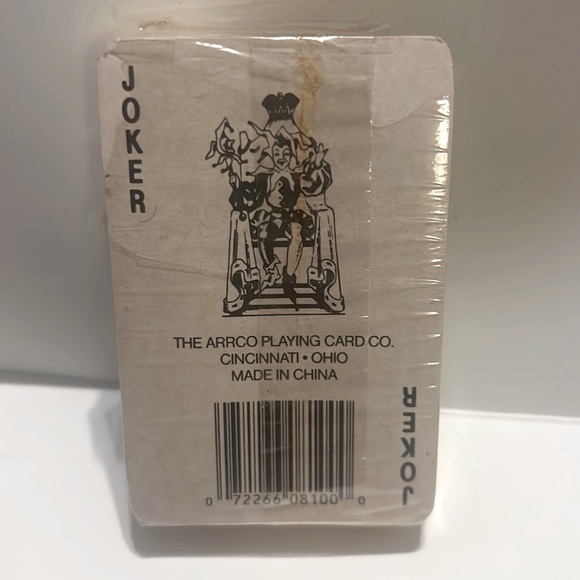 JOKER
THE ARRCO PLAYING CARD CO.
CINCINNATI • OHIO
MADE IN CHINA
JOKER
0 72266 08100 0